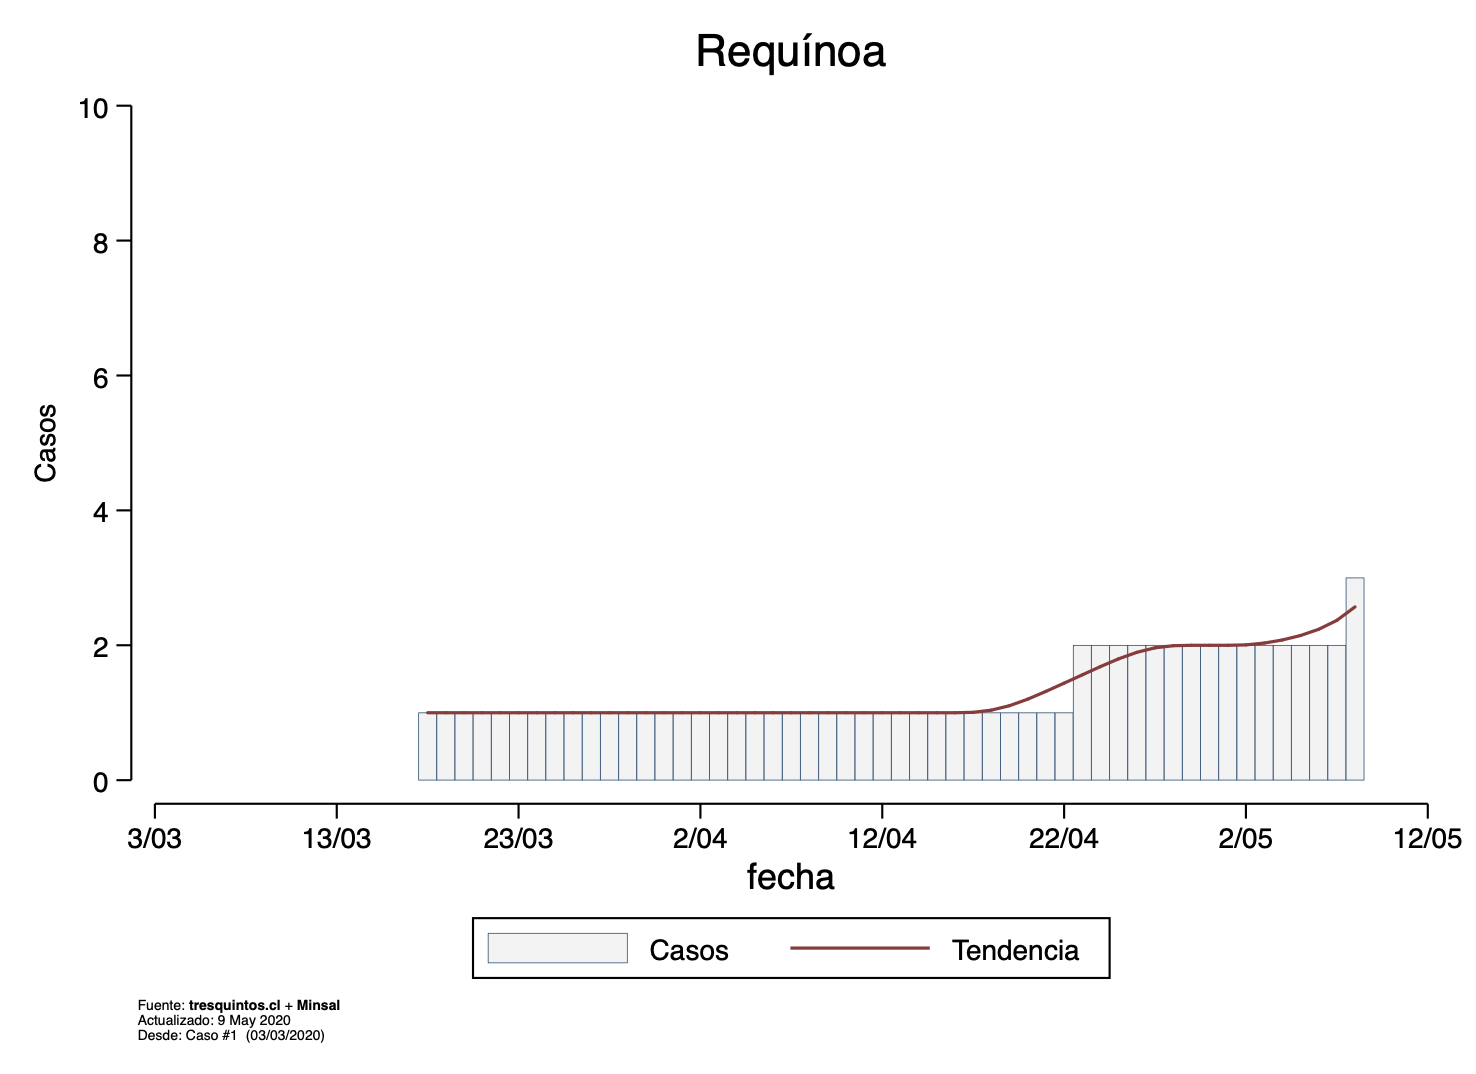 Requínoa
10
8
6
4
2
0
Casos
3/03 13/03 23/03 2/04 12/04 22/04 2/05 12/05
fecha
Casos Tendencia
Fuente: tresquintos.cl + Minsal
Actualizado: 9 May 2020
Desde: Caso #1 (03/03/2020)